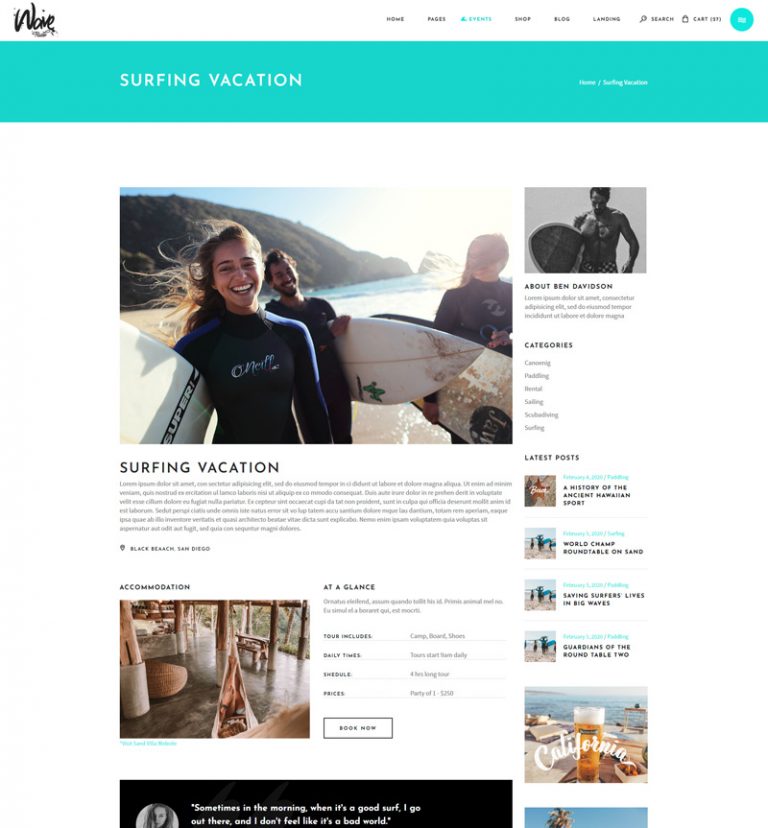 Wave
HOME PAGES EVENTS SHOP BLOG LANDING SEARCH CART (27)
SURFING VACATION
Home / Surfing Vacation
O'NEILL
SUPER!
ABOUT BEN DAVIDSON
Lorem ipsum dolor sit amet, consectetur
adipisicing elit, sed do eiusmod tempor
incididunt ut labore et dolore magna
CATEGORIES
Canoenig
Paddling
Rental
Sailing
Scubadiving
Surfing
SURFING VACATION
Lorem ipsum dolor sit amet, consectetur adipisicing elit, sed do eiusmod tempor in ci didunt ut labore et dolore magna aliqua. Ut enim ad minim
veniam, quis nostrud ex ercitation ul lamco laboris nisi ut aliquip ex co mmodo consequat. Duis aute irure dolor in re prehen derit in voluptate
velit esse cillum dolore eu fugiat nulla pariatur. Excepteur sint occaecat cupi da tat non proident, sunt in culpa qui officia deserunt mollit anim id
est laborum. Sedut perspi ciatis unde omnis iste natus error sit vo lup tatem accu santium dolore mque lau dantium, totam rem aperiam, eaque
ipsa quae ab illo inventore veritatis et quasi architecto beatae vitae dicta sunt explicabo. Nemo enim ipsam voluptatem quia voluptas sit
aspernatur aut odit aut fugit, sed quia con sequntur magni dolores.
BLACK BEAACH, SAN DIEGO
LATEST POSTS
February 4, 2020 / Paddling
A HISTORY OF THE
ANCIENT HAWAIIAN
SPORT
February 5, 2020 / Surfing
WORLD CHAMP
ROUNDTABLE ON SAND
February 5, 2020 / Paddling
SAVING SURFERS' LIVES
IN BIG WAVES
February 5, 2020 / Paddling
GUARDIANS OF THE
ROUND TABLE TWO
ACCOMMODATION
*Visit Sand Villa Website
AT A GLANCE
Ornatus eleifend, assum quando tollit his id. Primis animal mel no.
Eu simul el a boraret qui, est mocrti.
TOUR INCLUDES: Camp, Board, Shoes
DAILY TIMES: Tours start 11am daily
SHEDULE: 4 hrs long tour
PRICES: Party of 1 - $250
BOOK NOW
California
"Sometimes in the morning, when it's a good surf, I go
out there, and I don't feel like it's a bad world."